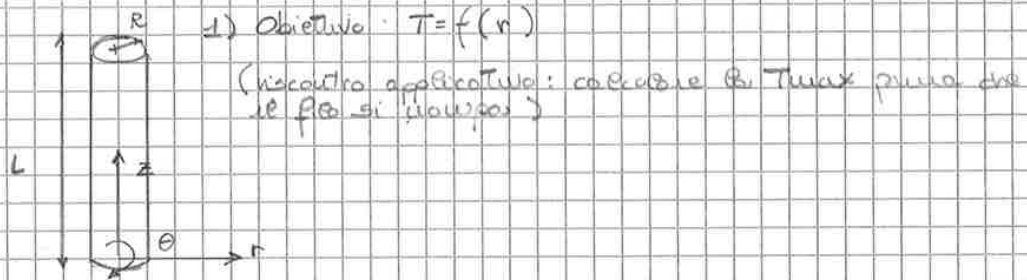 R
1) Obiettivo : T = f(r)
(riscontro applicativo: calcolare la Tmax prima che
il filo si rompa)
L
z
θ
r